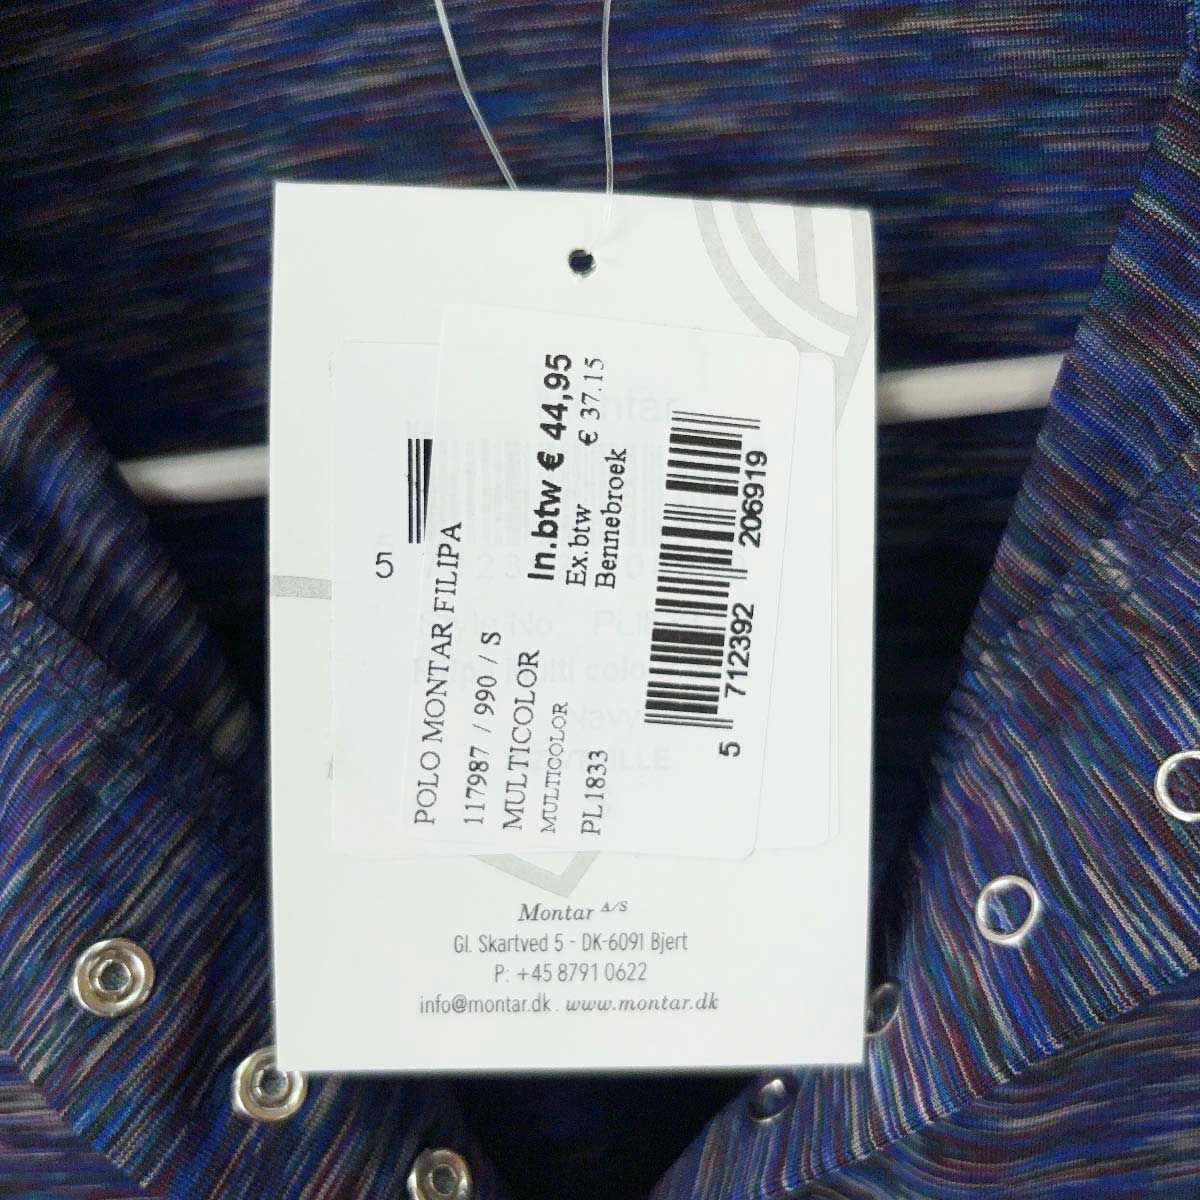 POLO MONTAR FILIPA
117987 / 990 / S
MULTICOLOR
MULTICOLOR
PL1833
In.btw € 44,95
Ex.btw € 37.15
Bennebroek
5 712392 206919
5
Montar A/S
Gl. Skartved 5 - DK-6091 Bjert
P: +45 8791 0622
info@montar.dk . www.montar.dk